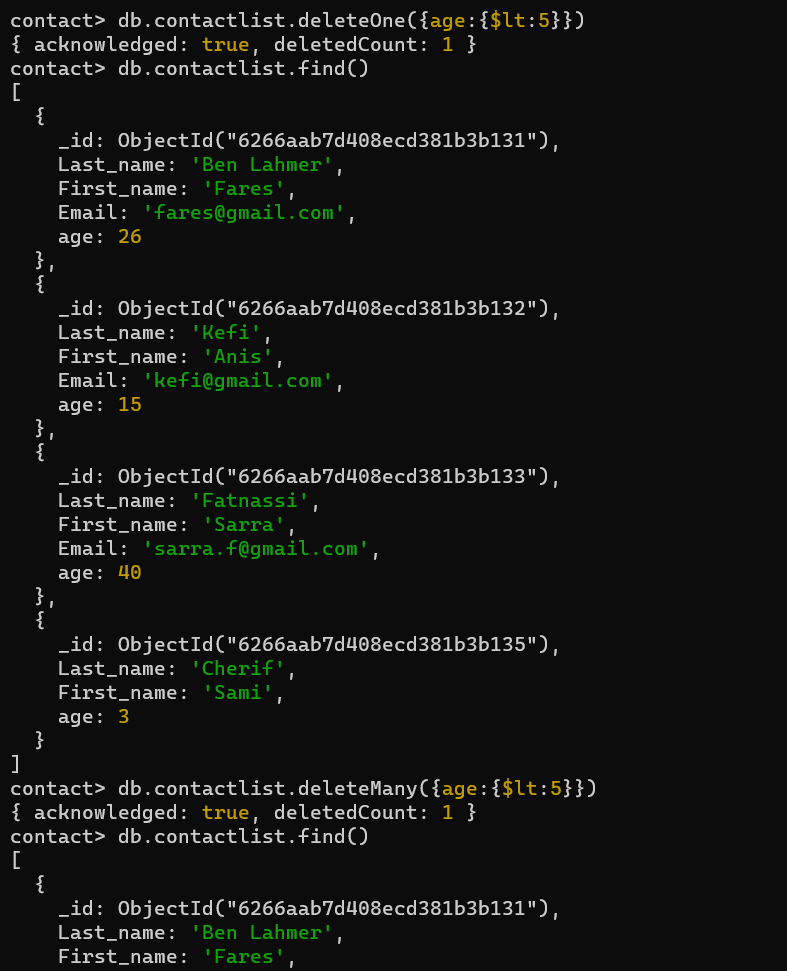 contact> db.contactlist.deleteOne({age:{$lt:5}})
{ acknowledged: true, deletedCount: 1 }
contact> db.contactlist.find()
[
  {
    _id: ObjectId("6266aab7d408ecd381b3b131"),
    Last_name: 'Ben Lahmer',
    First_name: 'Fares',
    Email: 'fares@gmail.com',
    age: 26
  },
  {
    _id: ObjectId("6266aab7d408ecd381b3b132"),
    Last_name: 'Kefi',
    First_name: 'Anis',
    Email: 'kefi@gmail.com',
    age: 15
  },
  {
    _id: ObjectId("6266aab7d408ecd381b3b133"),
    Last_name: 'Fatnassi',
    First_name: 'Sarra',
    Email: 'sarra.f@gmail.com',
    age: 40
  },
  {
    _id: ObjectId("6266aab7d408ecd381b3b135"),
    Last_name: 'Cherif',
    First_name: 'Sami',
    age: 3
  }
]
contact> db.contactlist.deleteMany({age:{$lt:5}})
{ acknowledged: true, deletedCount: 1 }
contact> db.contactlist.find()
[
  {
    _id: ObjectId("6266aab7d408ecd381b3b131"),
    Last_name: 'Ben Lahmer',
    First_name: 'Fares',